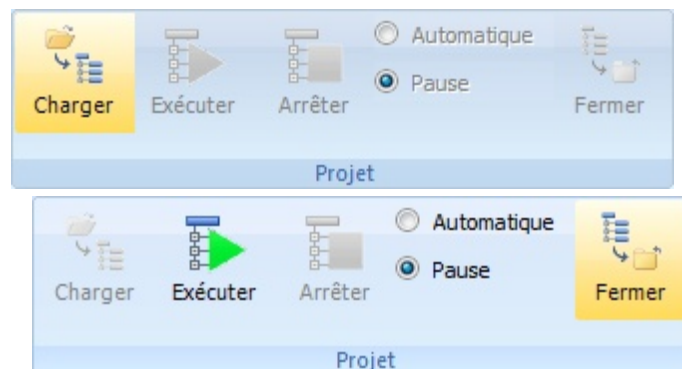 Automatique
Pause
Charger Exécuter Arrêter Fermer
Projet
Automatique
Pause
Charger Exécuter Arrêter Fermer
Projet